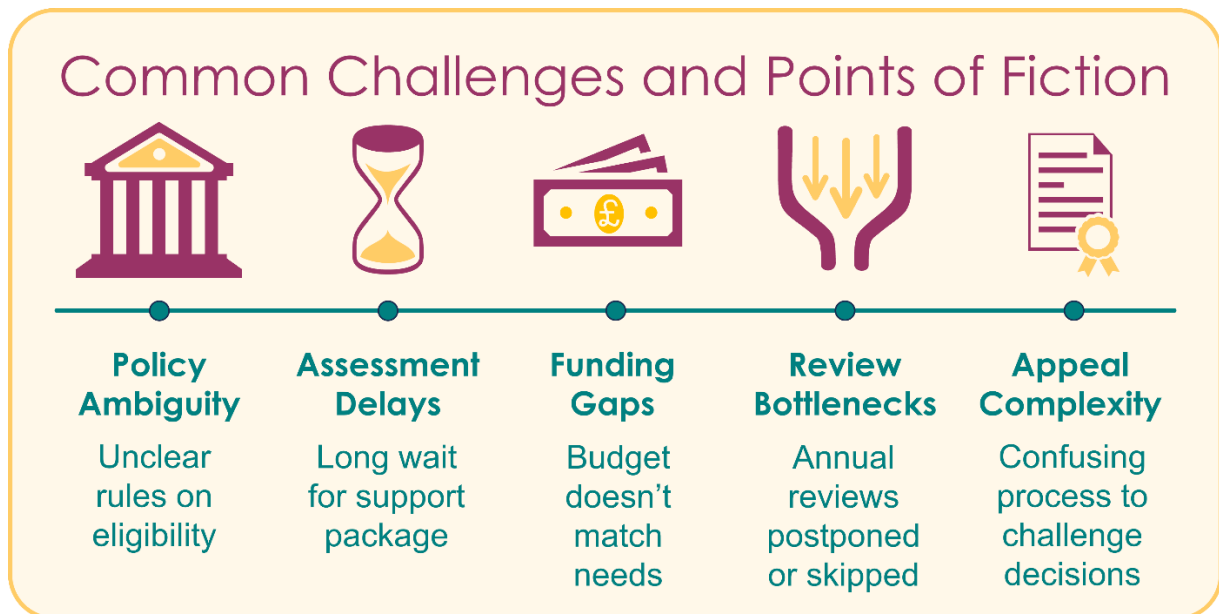 Common Challenges and Points of Fiction
£
Policy
Ambiguity
Unclear
rules on
eligibility
Assessment
Delays
Long wait
for support
package
Funding
Gaps
Budget
doesn’t
match
needs
Review
Bottlenecks
Annual
reviews
postponed
or skipped
Appeal
Complexity
Confusing
process to
challenge
decisions